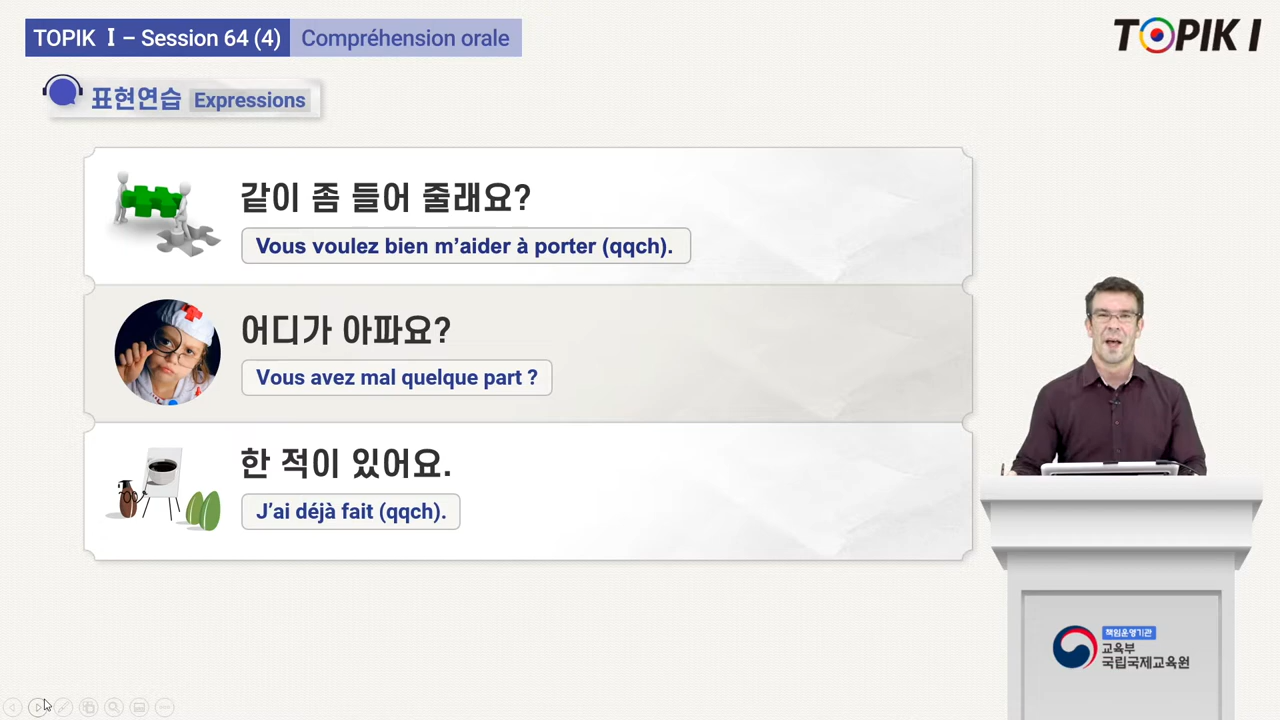 TOPIK Ⅰ – Session 64 (4) Compréhension orale
TOPIK I
표현연습 Expressions
같이 좀 들어 줄래요?
Vous voulez bien m’aider à porter (qqch).
어디가 아파요?
Vous avez mal quelque part ?
한 적이 있어요.
J’ai déjà fait (qqch).
책임운영기관
교육부
국립국제교육원